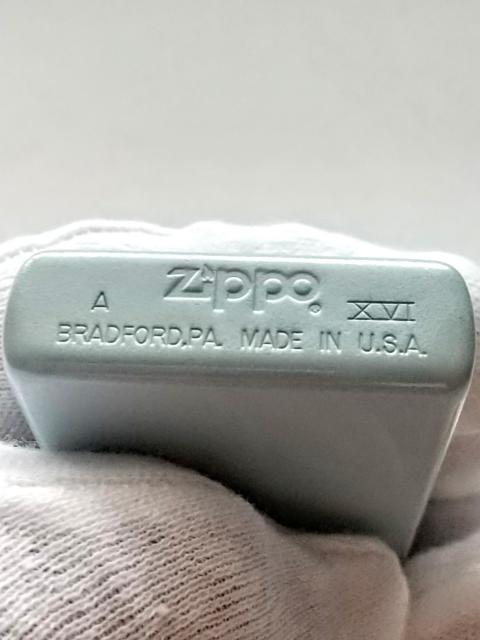 Zippo®
A XVI
BRADFORD,PA. MADE IN U.S.A.